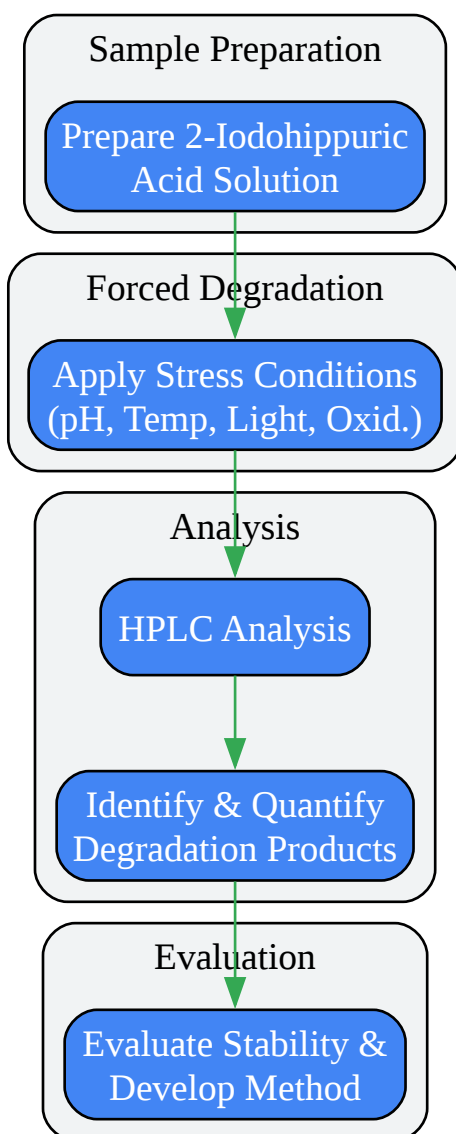 Sample Preparation
Prepare 2-Iodohippuric
Acid Solution
Forced Degradation
Apply Stress Conditions
(pH, Temp, Light, Oxid.)
Analysis
HPLC Analysis
Identify & Quantify
Degradation Products
Evaluation
Evaluate Stability &
Develop Method